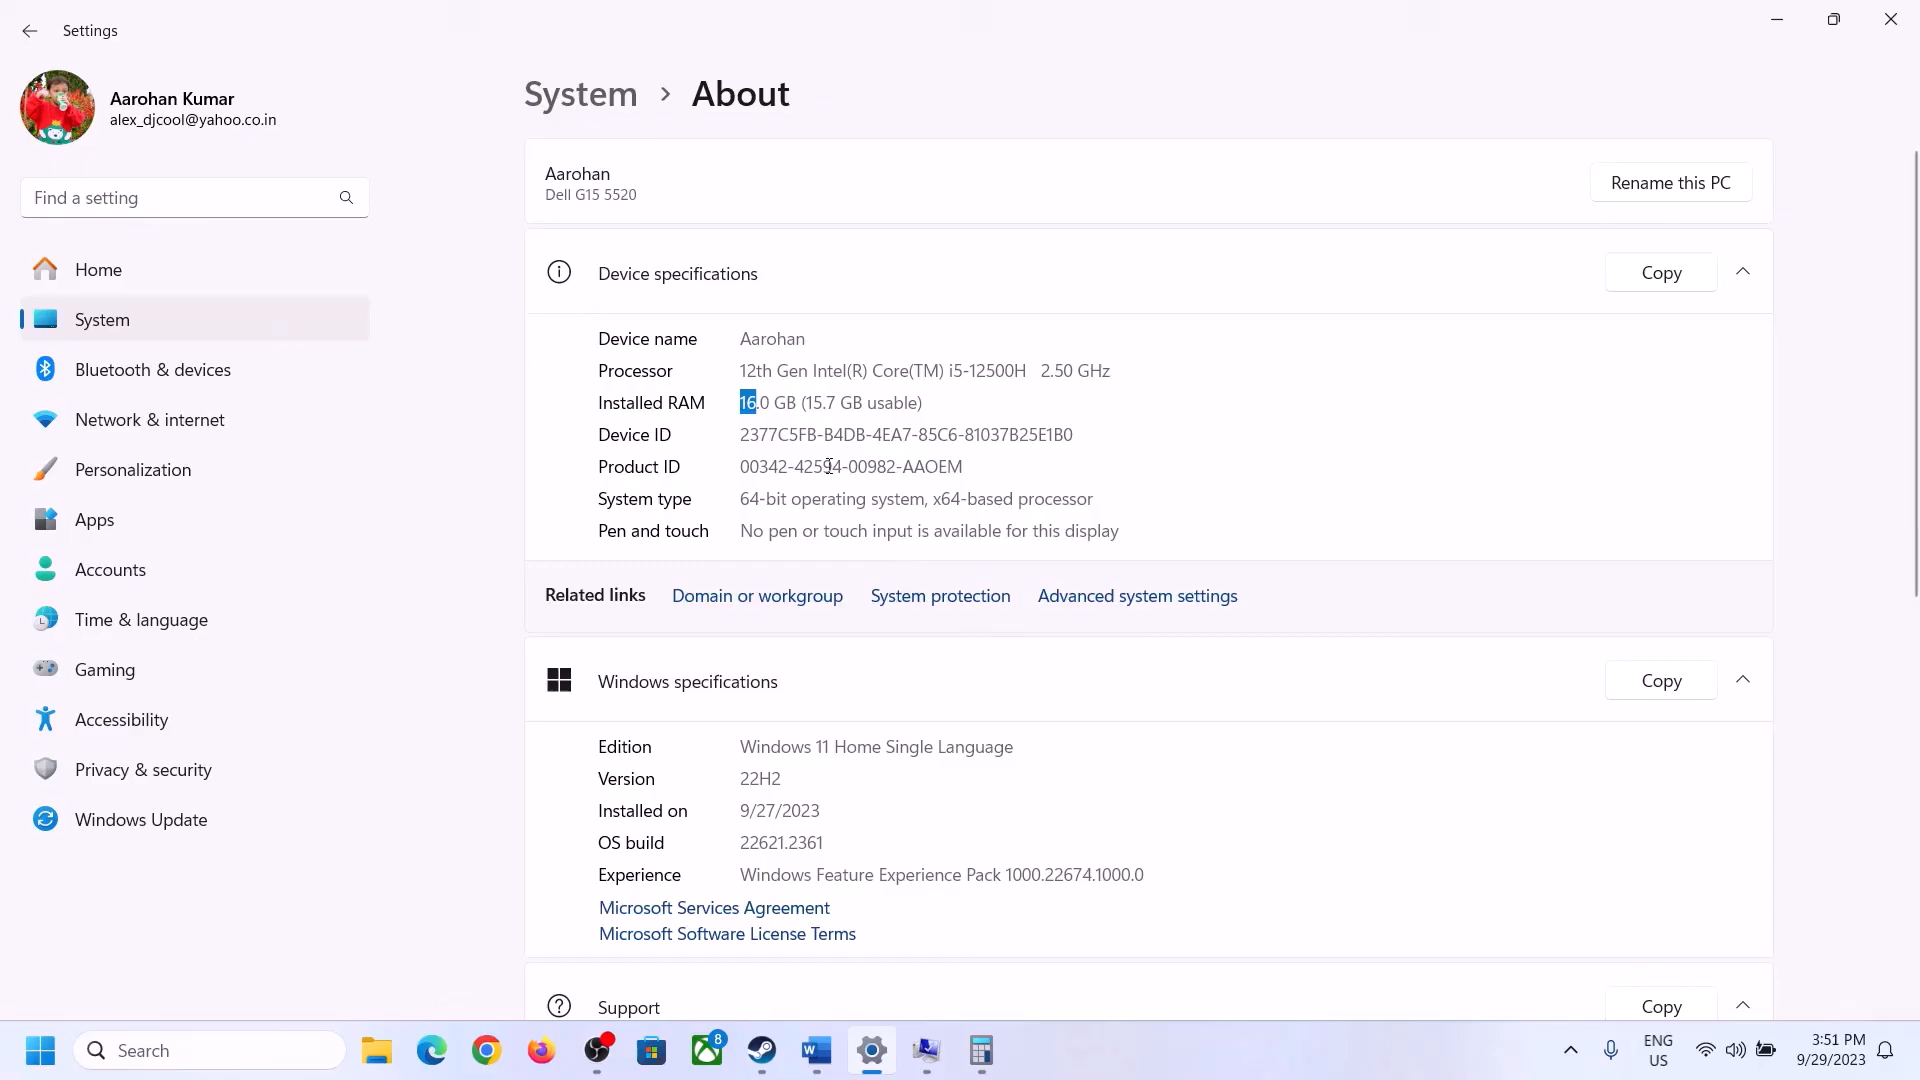 Settings
Aarohan Kumar
alex_djcool@yahoo.co.in
Find a setting
Home
System
Bluetooth & devices
Network & internet
Personalization
Apps
Accounts
Time & language
Gaming
Accessibility
Privacy & security
Windows Update
System > About
Aarohan
Dell G15 5520
Rename this PC
Device specifications
Copy
Device name Aarohan
Processor 12th Gen Intel(R) Core(TM) i5-12500H 2.50 GHz
Installed RAM 16.0 GB (15.7 GB usable)
Device ID 2377C5FB-B4DB-4EA7-85C6-81037B25E1B0
Product ID 00342-42594-00982-AAOEM
System type 64-bit operating system, x64-based processor
Pen and touch No pen or touch input is available for this display
Related links Domain or workgroup System protection Advanced system settings
Windows specifications
Copy
Edition Windows 11 Home Single Language
Version 22H2
Installed on 9/27/2023
OS build 22621.2361
Experience Windows Feature Experience Pack 1000.22674.1000.0
Microsoft Services Agreement
Microsoft Software License Terms
Support
Copy
Search
8
W
ENG
US
3:51 PM
9/29/2023